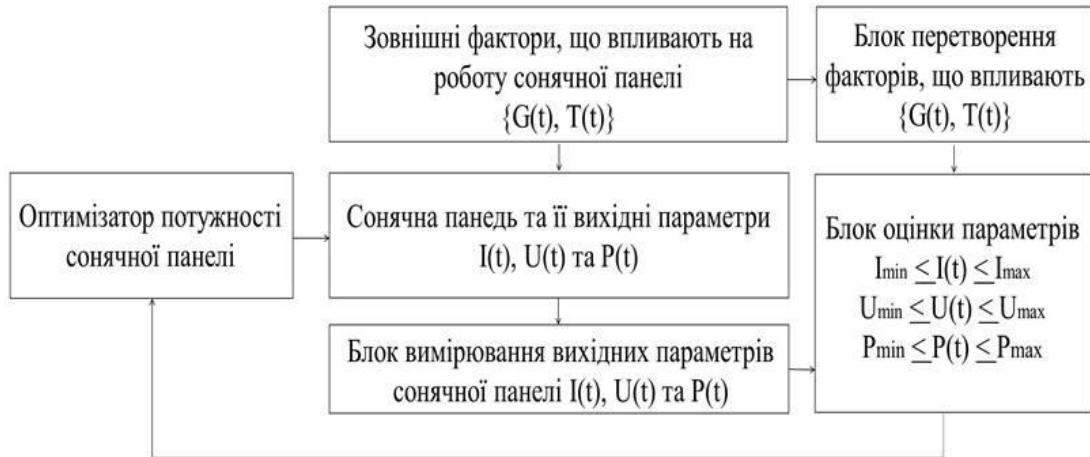 Зовнішні фактори, що впливають на
роботу сонячної панелі
{G(t), T(t)}
Блок перетворення
факторів, що впливають
{G(t), T(t)}
Оптимізатор потужності
сонячної панелі
Сонячна панедь та її вихідні параметри
I(t), U(t) та P(t)
Блок оцінки параметрів
Imin ≤ I(t) ≤ Imax
Umin ≤ U(t) ≤ Umax
Pmin ≤ P(t) ≤ Pmax
Блок вимірювання вихідних параметрів
сонячної панелі I(t), U(t) та P(t)